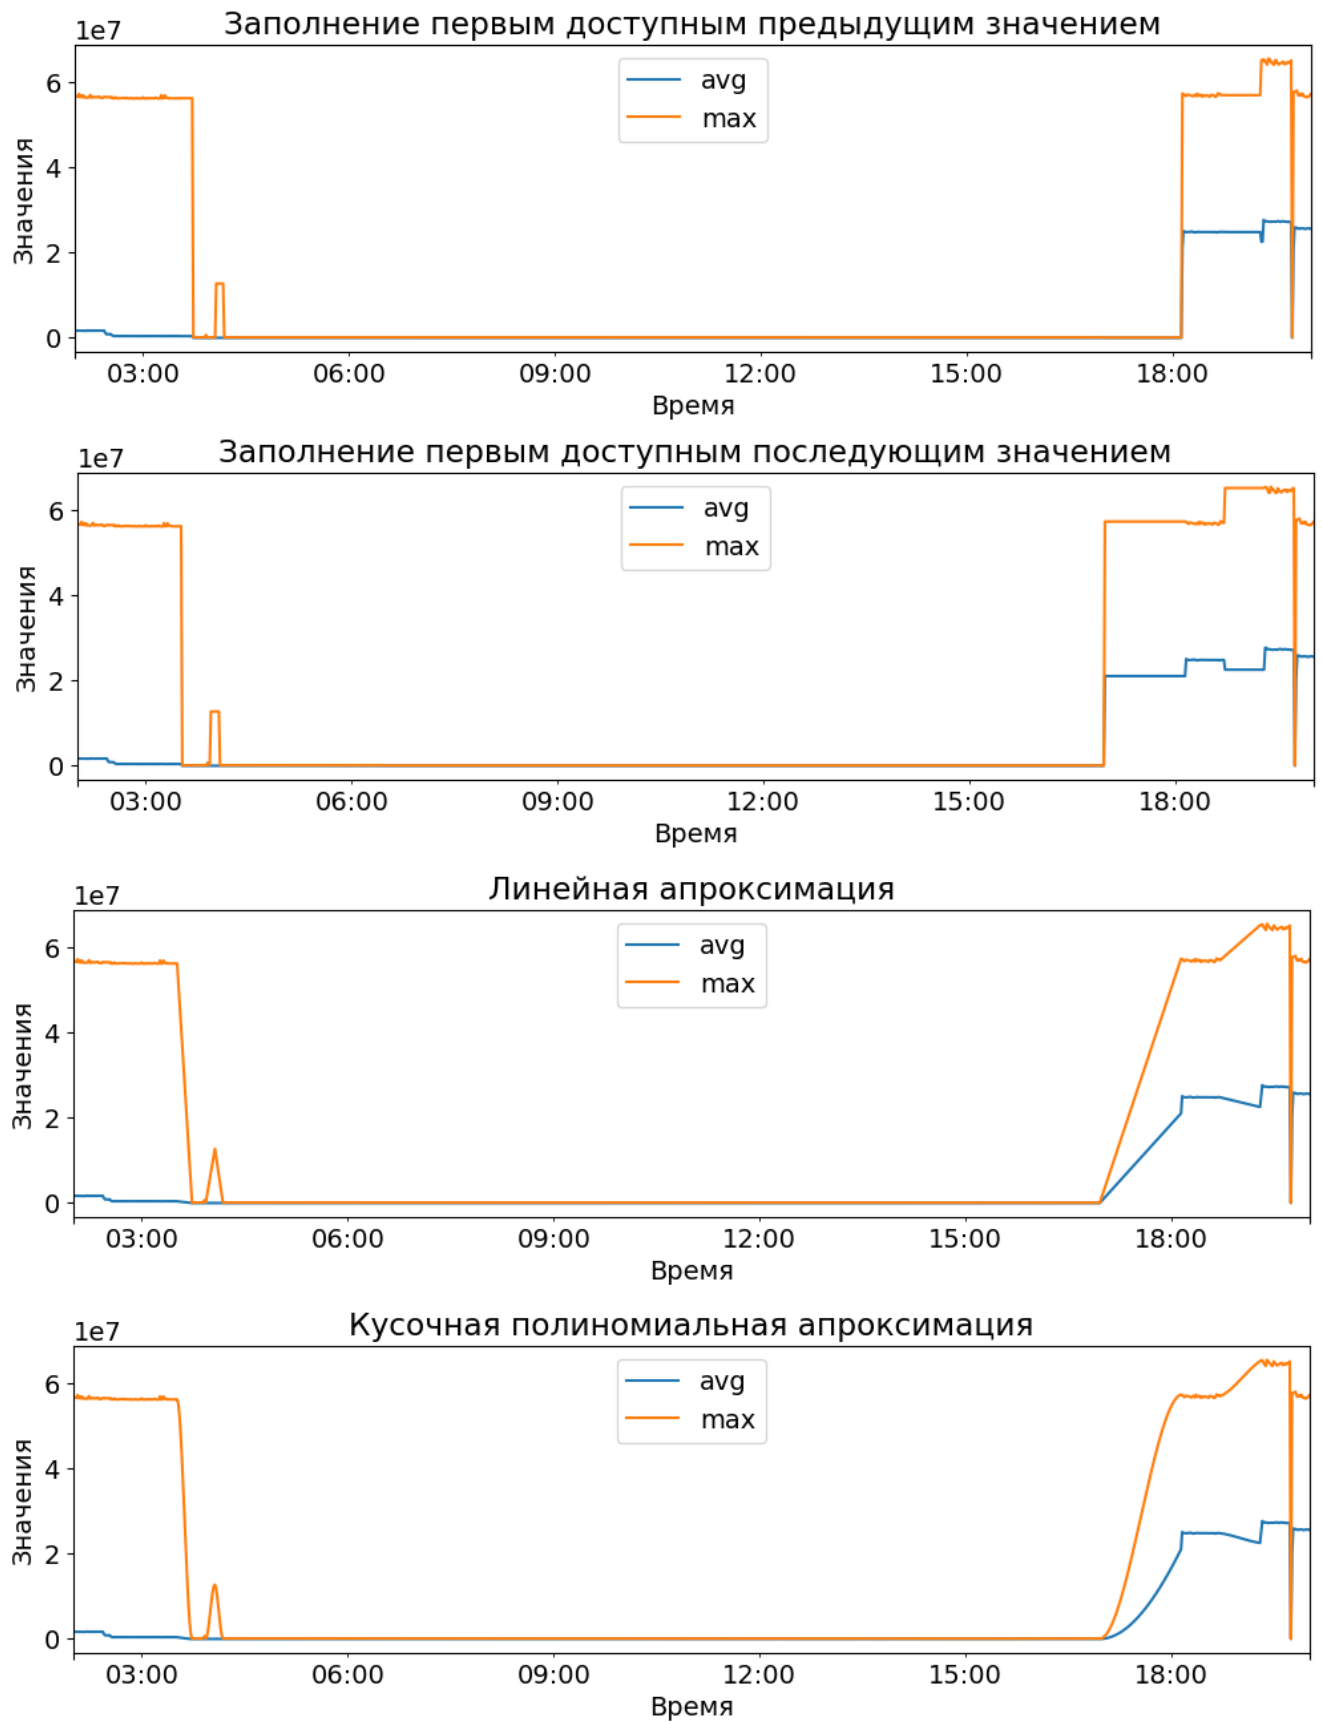 Заполнение первым доступным предыдущим значением
1e7
avg
max
6
4
2
0
Значения
03:00 06:00 09:00 12:00 15:00 18:00
Время
Заполнение первым доступным последующим значением
1e7
avg
max
6
4
2
0
Значения
03:00 06:00 09:00 12:00 15:00 18:00
Время
Линейная апроксимация
1e7
avg
max
6
4
2
0
Значения
03:00 06:00 09:00 12:00 15:00 18:00
Время
Кусочная полиномиальная апроксимация
1e7
avg
max
6
4
2
0
Значения
03:00 06:00 09:00 12:00 15:00 18:00
Время